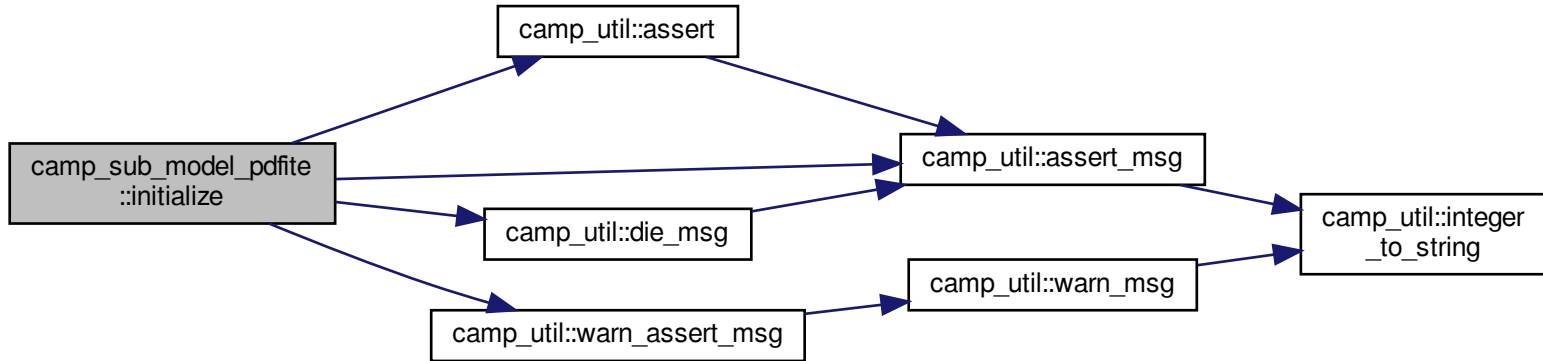 camp_util::assert
camp_sub_model_pdfite
::initialize
camp_util::assert_msg
camp_util::die_msg
camp_util::integer
_to_string
camp_util::warn_msg
camp_util::warn_assert_msg